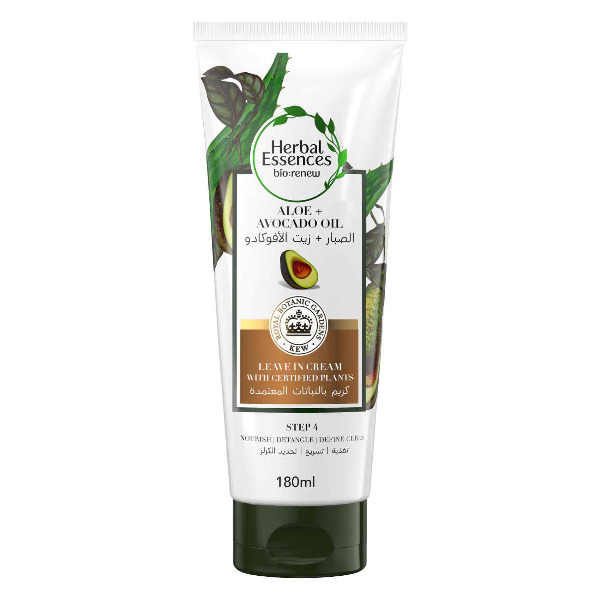 Herbal
Essences
bio:renew
ALOE +
AVOCADO OIL
الصبار + زيت الأفوكادو
ROYAL BOTANIC GARDENS
• KEW •
LEAVE IN CREAM
WITH CERTIFIED PLANTS
كريم بالنباتات المعتمدة
STEP 4
NOURISH | DETANGLE | DEFINE CURLS
تغذية | تسريح | تحديد الكرلز
180ml